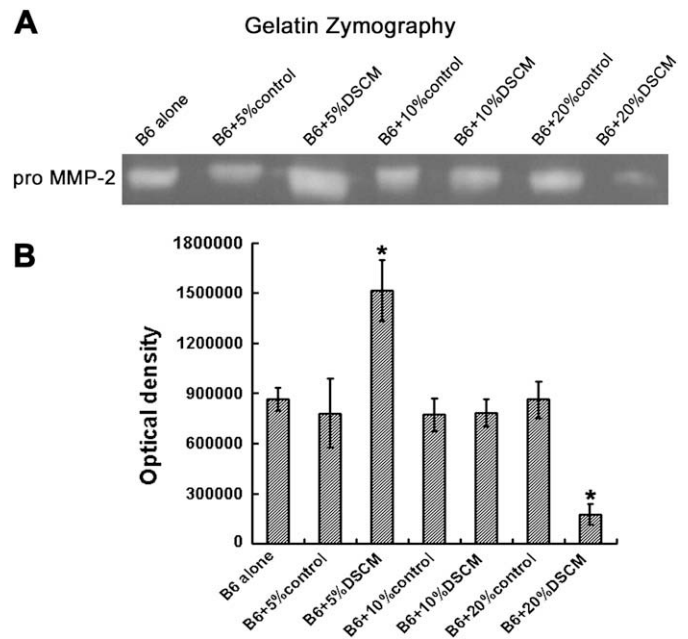 A
Gelatin Zymography
B6 alone
B6+5%control
B6+5%DSCM
B6+10%control
B6+10%DSCM
B6+20%control
B6+20%DSCM
pro MMP-2
B
Optical density
1800000
1500000
1200000
900000
600000
300000
0
*
*
B6 alone
B6+5%control
B6+5%DSCM
B6+10%control
B6+10%DSCM
B6+20%control
B6+20%DSCM